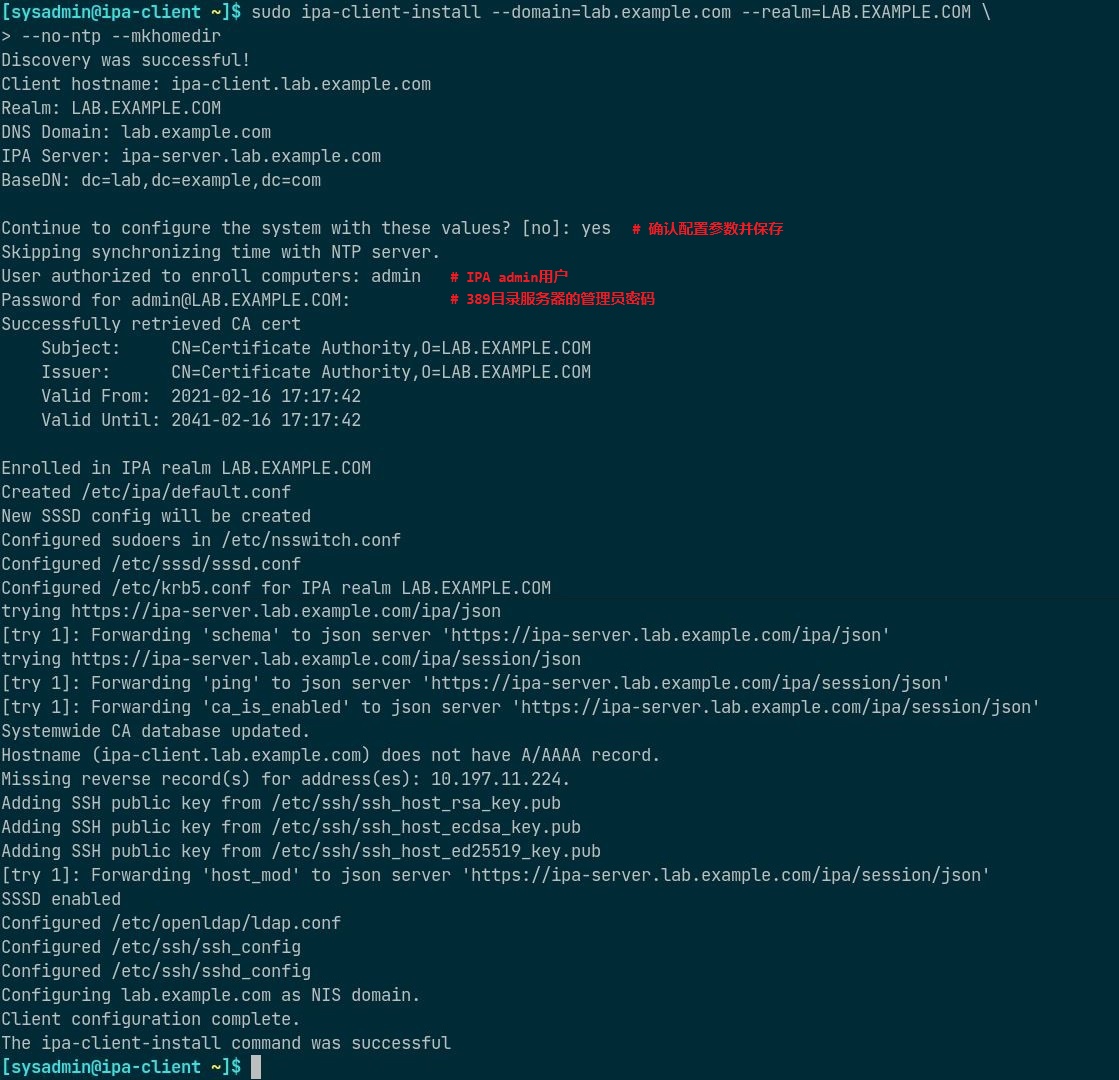 [sysadmin@ipa-client ~]$ sudo ipa-client-install --domain=lab.example.com --realm=LAB.EXAMPLE.COM \
> --no-ntp --mkhomedir
Discovery was successful!
Client hostname: ipa-client.lab.example.com
Realm: LAB.EXAMPLE.COM
DNS Domain: lab.example.com
IPA Server: ipa-server.lab.example.com
BaseDN: dc=lab,dc=example,dc=com
Continue to configure the system with these values? [no]: yes # 确认配置参数并保存
Skipping synchronizing time with NTP server.
User authorized to enroll computers: admin # IPA admin用户
Password for admin@LAB.EXAMPLE.COM: # 389目录服务器的管理员密码
Successfully retrieved CA cert
Subject: CN=Certificate Authority,O=LAB.EXAMPLE.COM
Issuer: CN=Certificate Authority,O=LAB.EXAMPLE.COM
Valid From: 2021-02-16 17:17:42
Valid Until: 2041-02-16 17:17:42
Enrolled in IPA realm LAB.EXAMPLE.COM
Created /etc/ipa/default.conf
New SSSD config will be created
Configured sudoers in /etc/nsswitch.conf
Configured /etc/sssd/sssd.conf
Configured /etc/krb5.conf for IPA realm LAB.EXAMPLE.COM
trying https://ipa-server.lab.example.com/ipa/json
[try 1]: Forwarding 'schema' to json server 'https://ipa-server.lab.example.com/ipa/json'
trying https://ipa-server.lab.example.com/ipa/session/json
[try 1]: Forwarding 'ping' to json server 'https://ipa-server.lab.example.com/ipa/session/json'
[try 1]: Forwarding 'ca_is_enabled' to json server 'https://ipa-server.lab.example.com/ipa/session/json'
Systemwide CA database updated.
Hostname (ipa-client.lab.example.com) does not have A/AAAA record.
Missing reverse record(s) for address(es): 10.197.11.224.
Adding SSH public key from /etc/ssh/ssh_host_rsa_key.pub
Adding SSH public key from /etc/ssh/ssh_host_ecdsa_key.pub
Adding SSH public key from /etc/ssh/ssh_host_ed25519_key.pub
[try 1]: Forwarding 'host_mod' to json server 'https://ipa-server.lab.example.com/ipa/session/json'
SSSD enabled
Configured /etc/openldap/ldap.conf
Configured /etc/ssh/ssh_config
Configured /etc/ssh/sshd_config
Configuring lab.example.com as NIS domain.
Client configuration complete.
The ipa-client-install command was successful
[sysadmin@ipa-client ~]$